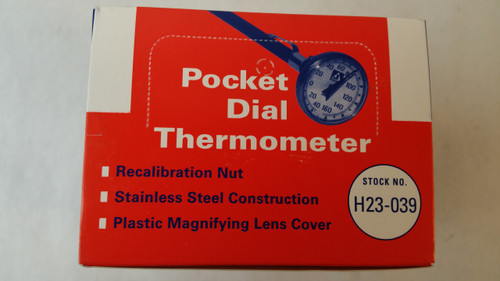 Pocket
Dial
Thermometer
Recalibration Nut
Stainless Steel Construction
Plastic Magnifying Lens Cover
STOCK NO.
H23-039